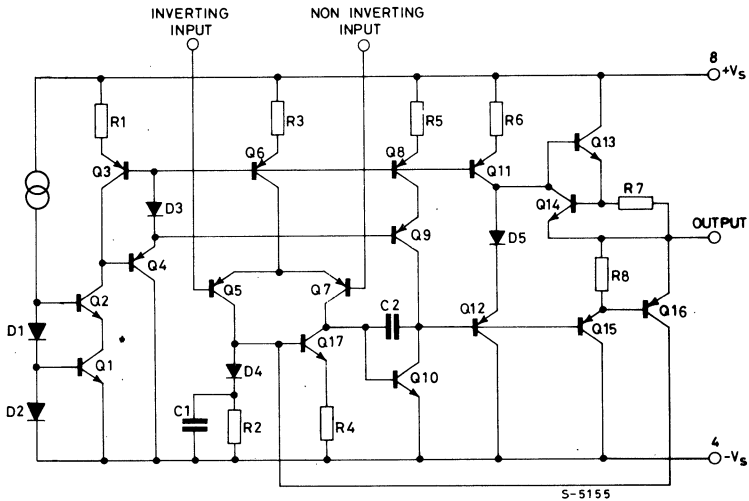 INVERTING
INPUT
NON INVERTING
INPUT
8
+Vs
R1
R3
R5
R6
Q13
Q3
Q6
Q8
Q11
R7
D3
Q14
OUTPUT
Q9
D5
Q4
R8
Q5
Q7
Q2
C2
Q12
Q15
Q16
D1
Q17
Q1
D4
Q10
C1
D2
R2
R4
4
-Vs
S-5155